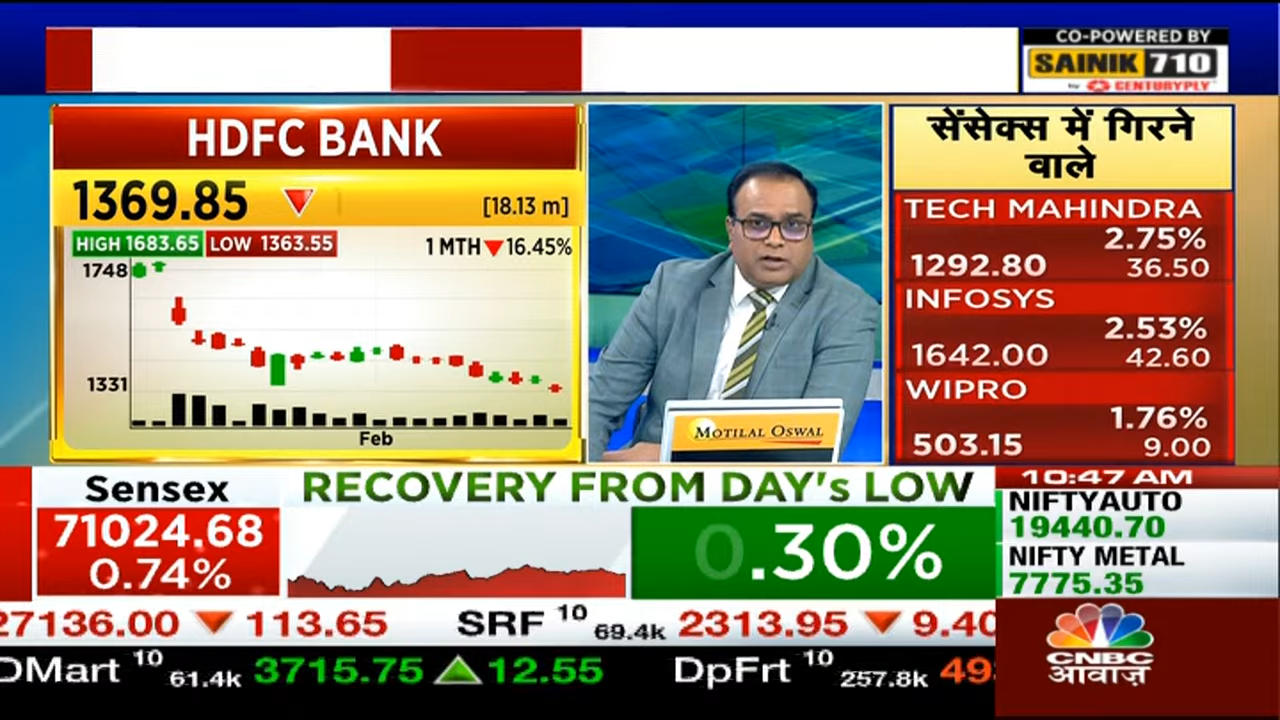 CO-POWERED BY
SAINIK 710
by CENTURYPLY
HDFC BANK
1369.85 ▼ [18.13 m]
HIGH 1683.65 LOW 1363.55 1 MTH ▼ 16.45%
1748
1331
Feb
MOTILAL OSWAL
सेंसेक्स में गिरने
वाले
TECH MAHINDRA
2.75%
1292.80 36.50
INFOSYS
2.53%
1642.00 42.60
WIPRO
1.76%
503.15 9.00
Sensex
71024.68
0.74%
RECOVERY FROM DAY's LOW
0.30%
10:47 AM
NIFTYAUTO
19440.70
NIFTY METAL
7775.35
27136.00 ▼ 113.65 SRF 10 69.4k 2313.95 ▼ 9.40
DMart 10 61.4k 3715.75 ▲ 12.55 DpFrt 10 257.8k 49
CNBC
आवाज़